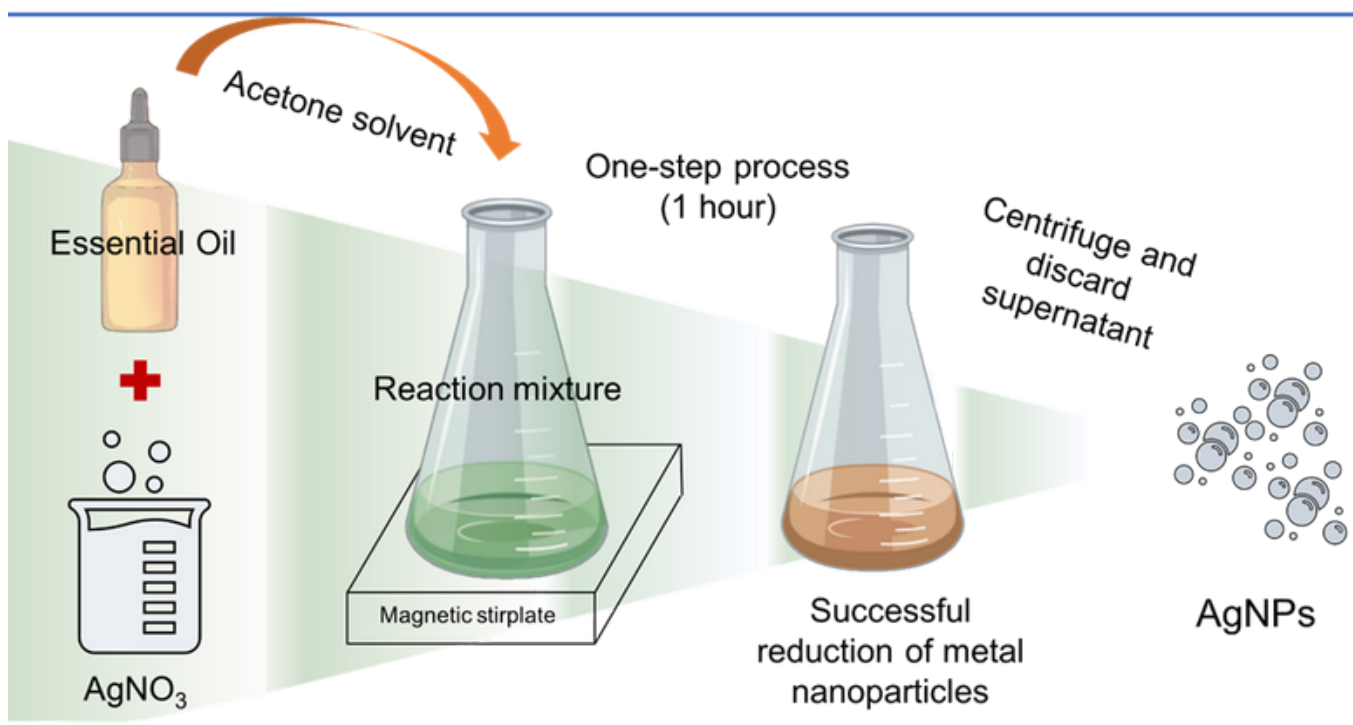 Acetone solvent
Essential Oil
AgNO₃
One-step process
(1 hour)
Reaction mixture
Magnetic stirplate
Centrifuge and
discard
supernatant
Successful
reduction of metal
nanoparticles
AgNPs